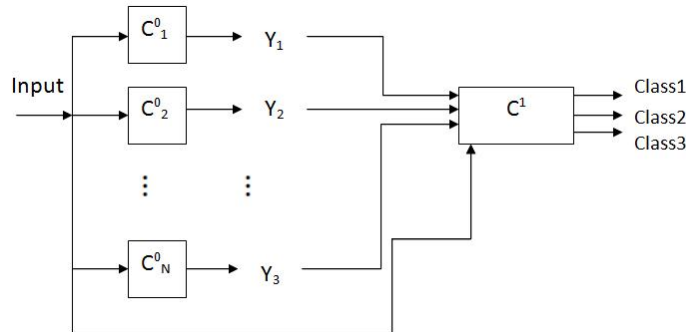 Input
C⁰₁
Y₁
C⁰₂
Y₂
C⁰N
Y₃
C¹
Class1
Class2
Class3